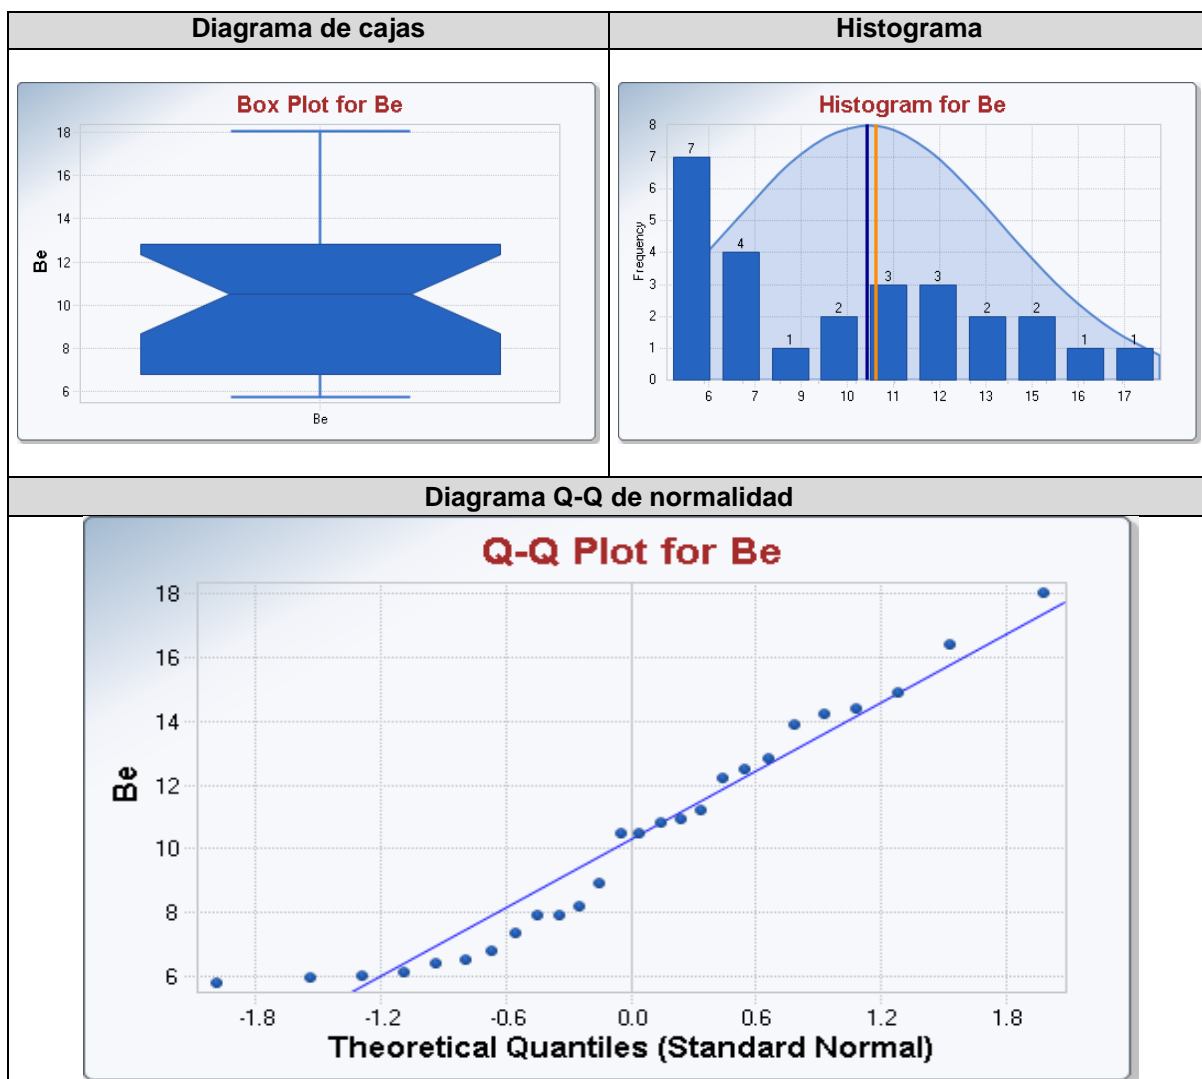 Diagrama de cajas
Histograma
Box Plot for Be
18
16
14
12
10
8
6
Be
Be
Histogram for Be
8
7
6
5
4
3
2
1
0
Frequency
7
4
1
2
3
3
2
2
1
1
6 7 9 10 11 12 13 15 16 17
Diagrama Q-Q de normalidad
Q-Q Plot for Be
18
16
14
12
10
8
6
Be
-1.8 -1.2 -0.6 0.0 0.6 1.2 1.8
Theoretical Quantiles (Standard Normal)